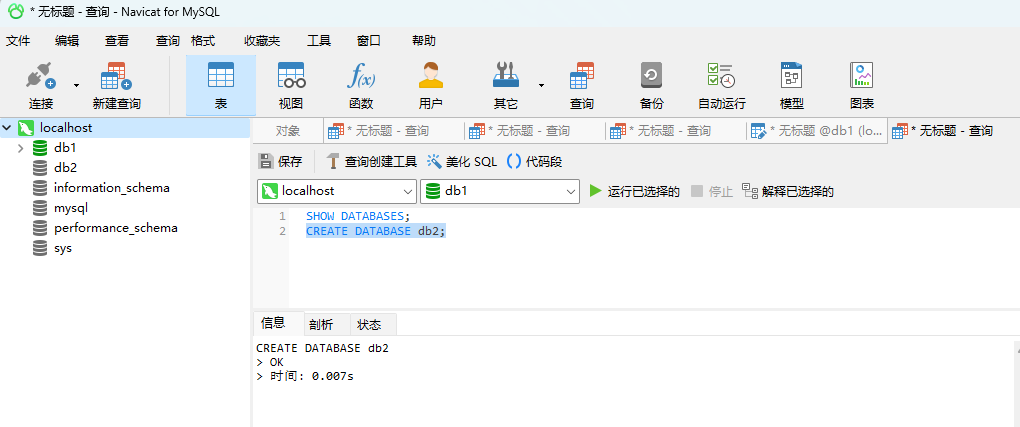 * 无标题 - 查询 - Navicat for MySQL
文件 编辑 查看 查询 格式 收藏夹 工具 窗口 帮助
连接 新建查询 表 视图 函数 用户 其它 查询 备份 自动运行 模型 图表
localhost
db1
db2
information_schema
mysql
performance_schema
sys
对象 * 无标题 - 查询 * 无标题 - 查询 * 无标题 - 查询 * 无标题 @db1 (lo... * 无标题 - 查询
保存 查询创建工具 美化 SQL 代码段
localhost db1 运行已选择的 停止 解释已选择的
1 SHOW DATABASES;
2 CREATE DATABASE db2;
信息 剖析 状态
CREATE DATABASE db2
> OK
> 时间: 0.007s